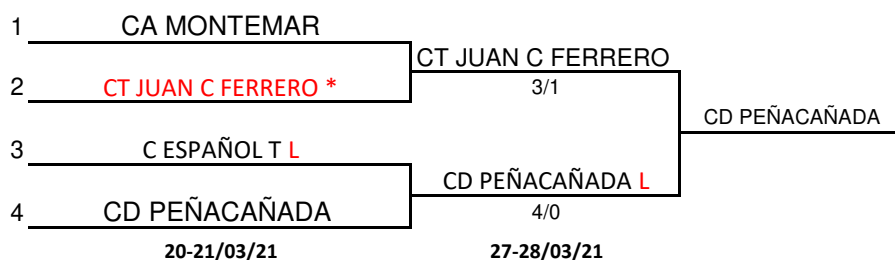 1 CA MONTEMAR
CT JUAN C FERRERO
2 CT JUAN C FERRERO *
3/1
CD PEÑACAÑADA
3 C ESPAÑOL T L
CD PEÑACAÑADA L
4 CD PEÑACAÑADA
4/0
20-21/03/21
27-28/03/21